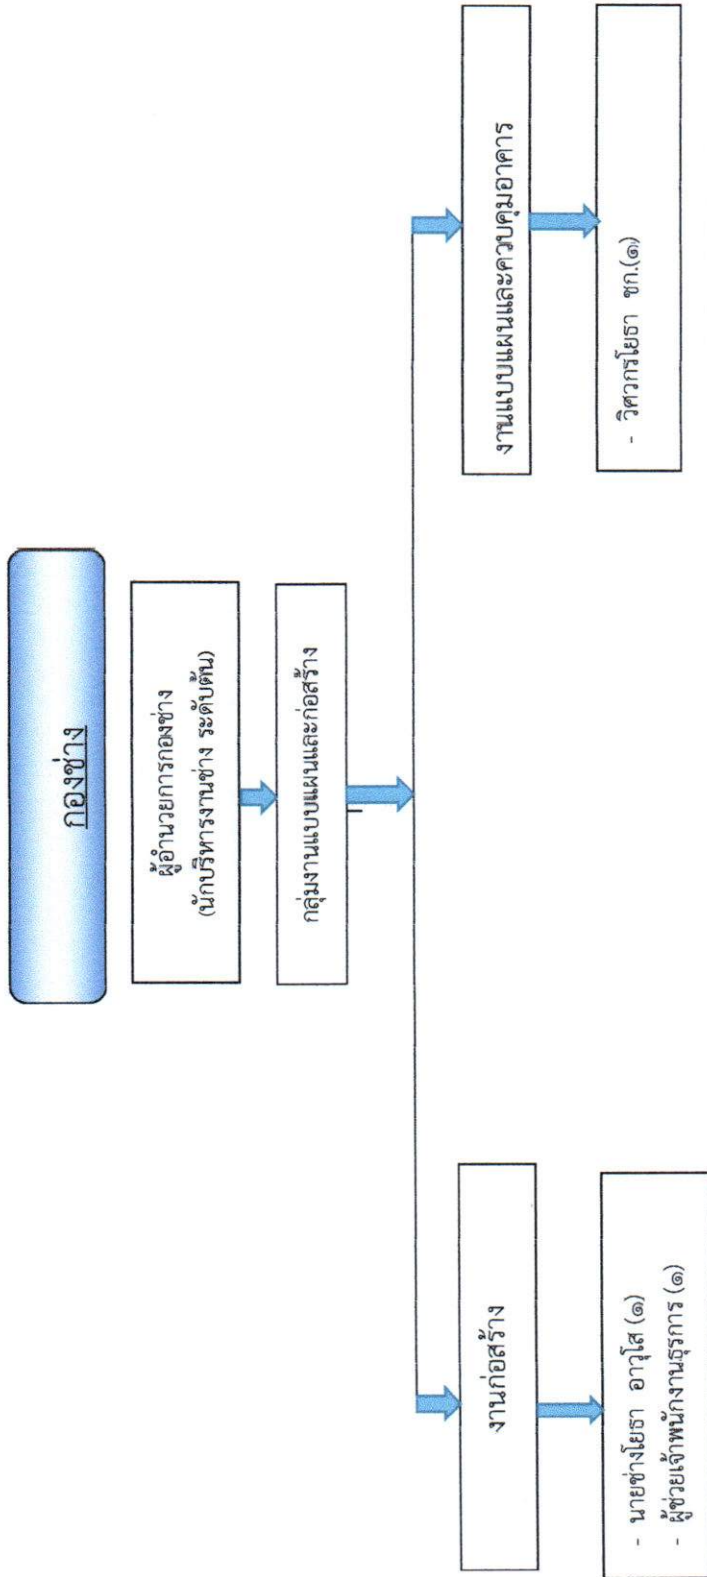 กองช่าง
ผู้อำนวยการกองช่าง
(นักบริหารงานช่าง ระดับต้น)
กลุ่มงานแบบแผนและก่อสร้าง
งานก่อสร้าง
- นายช่างโยธา อาวุโส (๑)
- ผู้ช่วยเจ้าพนักงานธุรการ (๑)
งานแบบแผนและควบคุมอาคาร
- วิศวกรโยธา ชก.(๑)